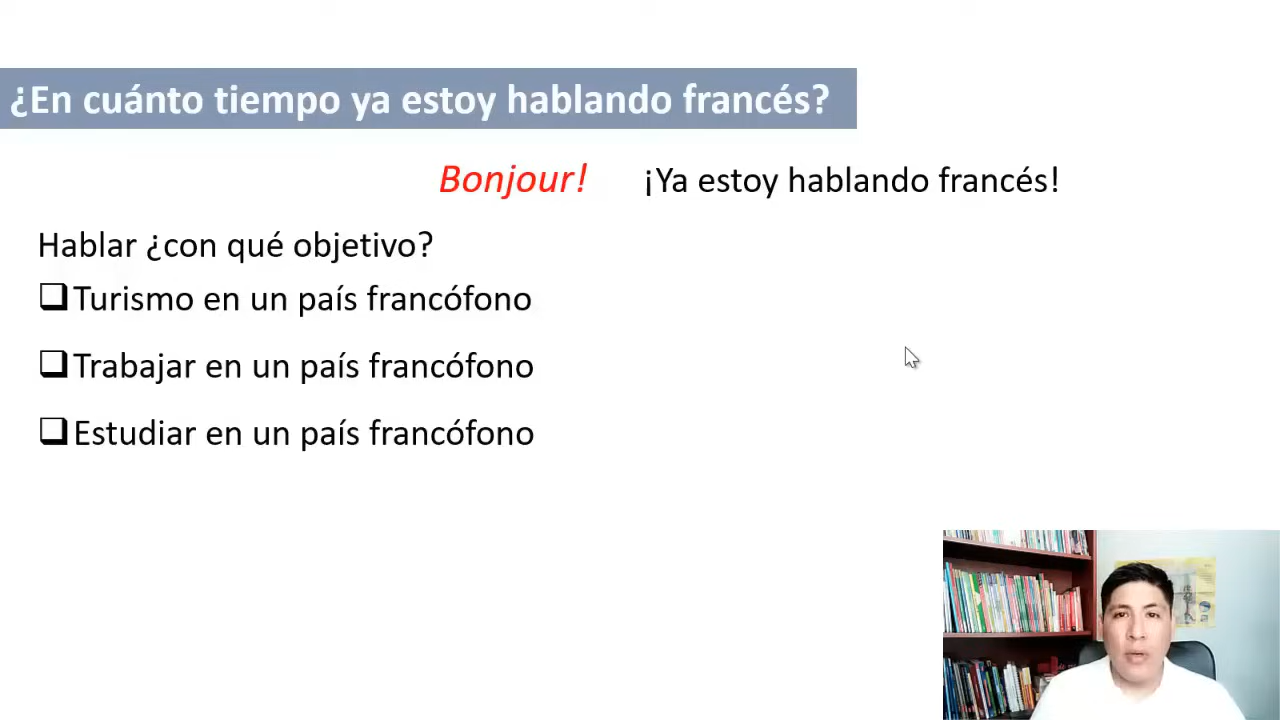 ¿En cuánto tiempo ya estoy hablando francés?
Bonjour! ¡Ya estoy hablando francés!
Hablar ¿con qué objetivo?
Turismo en un país francófono
Trabajar en un país francófono
Estudiar en un país francófono